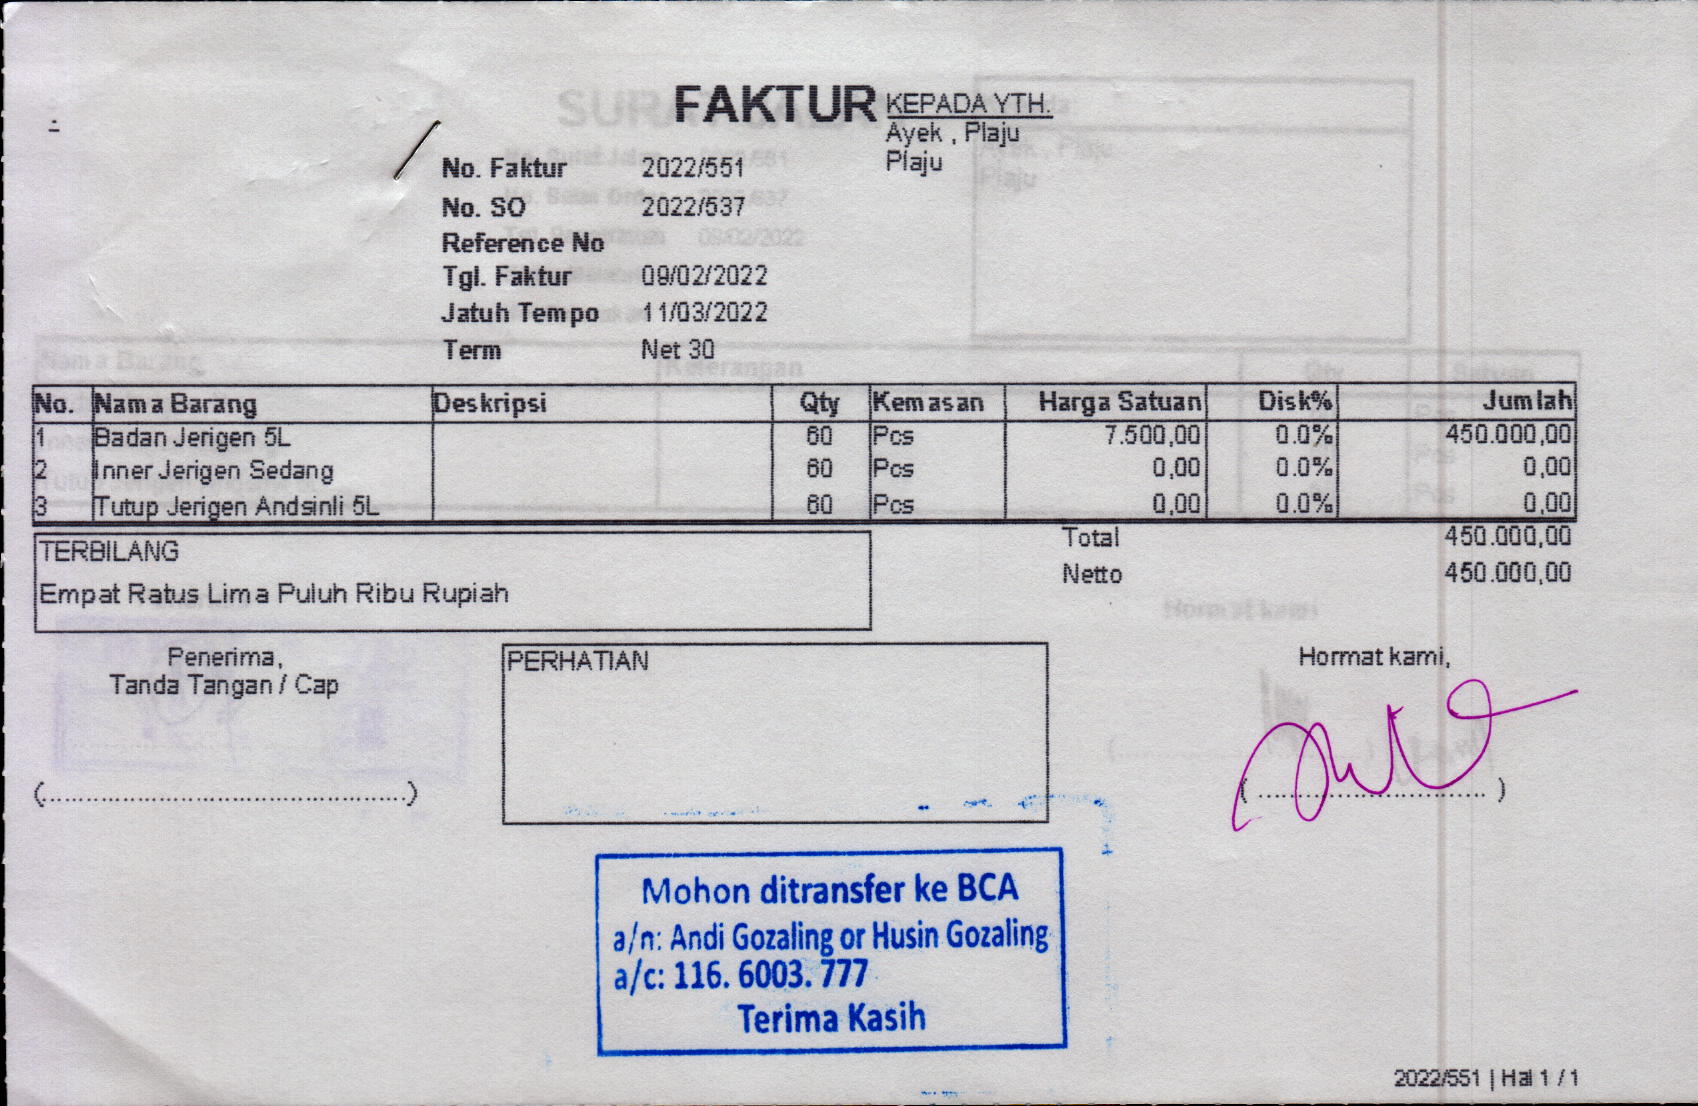 FAKTUR
KEPADA YTH.
Ayek , Plaju
Plaju
No. Faktur 2022/551
No. SO 2022/537
Reference No
Tgl. Faktur 09/02/2022
Jatuh Tempo 11/03/2022
Term Net 30
No. Nama Barang Deskripsi Qty Kemasan Harga Satuan Disk% Jumlah
1 Badan Jerigen 5L 60 Pcs 7.500,00 0.0% 450.000,00
2 Inner Jerigen Sedang 60 Pcs 0,00 0.0% 0,00
3 Tutup Jerigen Andsinli 5L 60 Pcs 0,00 0.0% 0,00
Total 450.000,00
Netto 450.000,00
TERBILANG
Empat Ratus Lima Puluh Ribu Rupiah
Penerima,
Tanda Tangan / Cap
(..................................................)
PERHATIAN
Hormat kami,
( ................................ )
Mohon ditransfer ke BCA
a/n: Andi Gozaling or Husin Gozaling
a/c: 116. 6003. 777
Terima Kasih
2022/551 | Hal 1 / 1